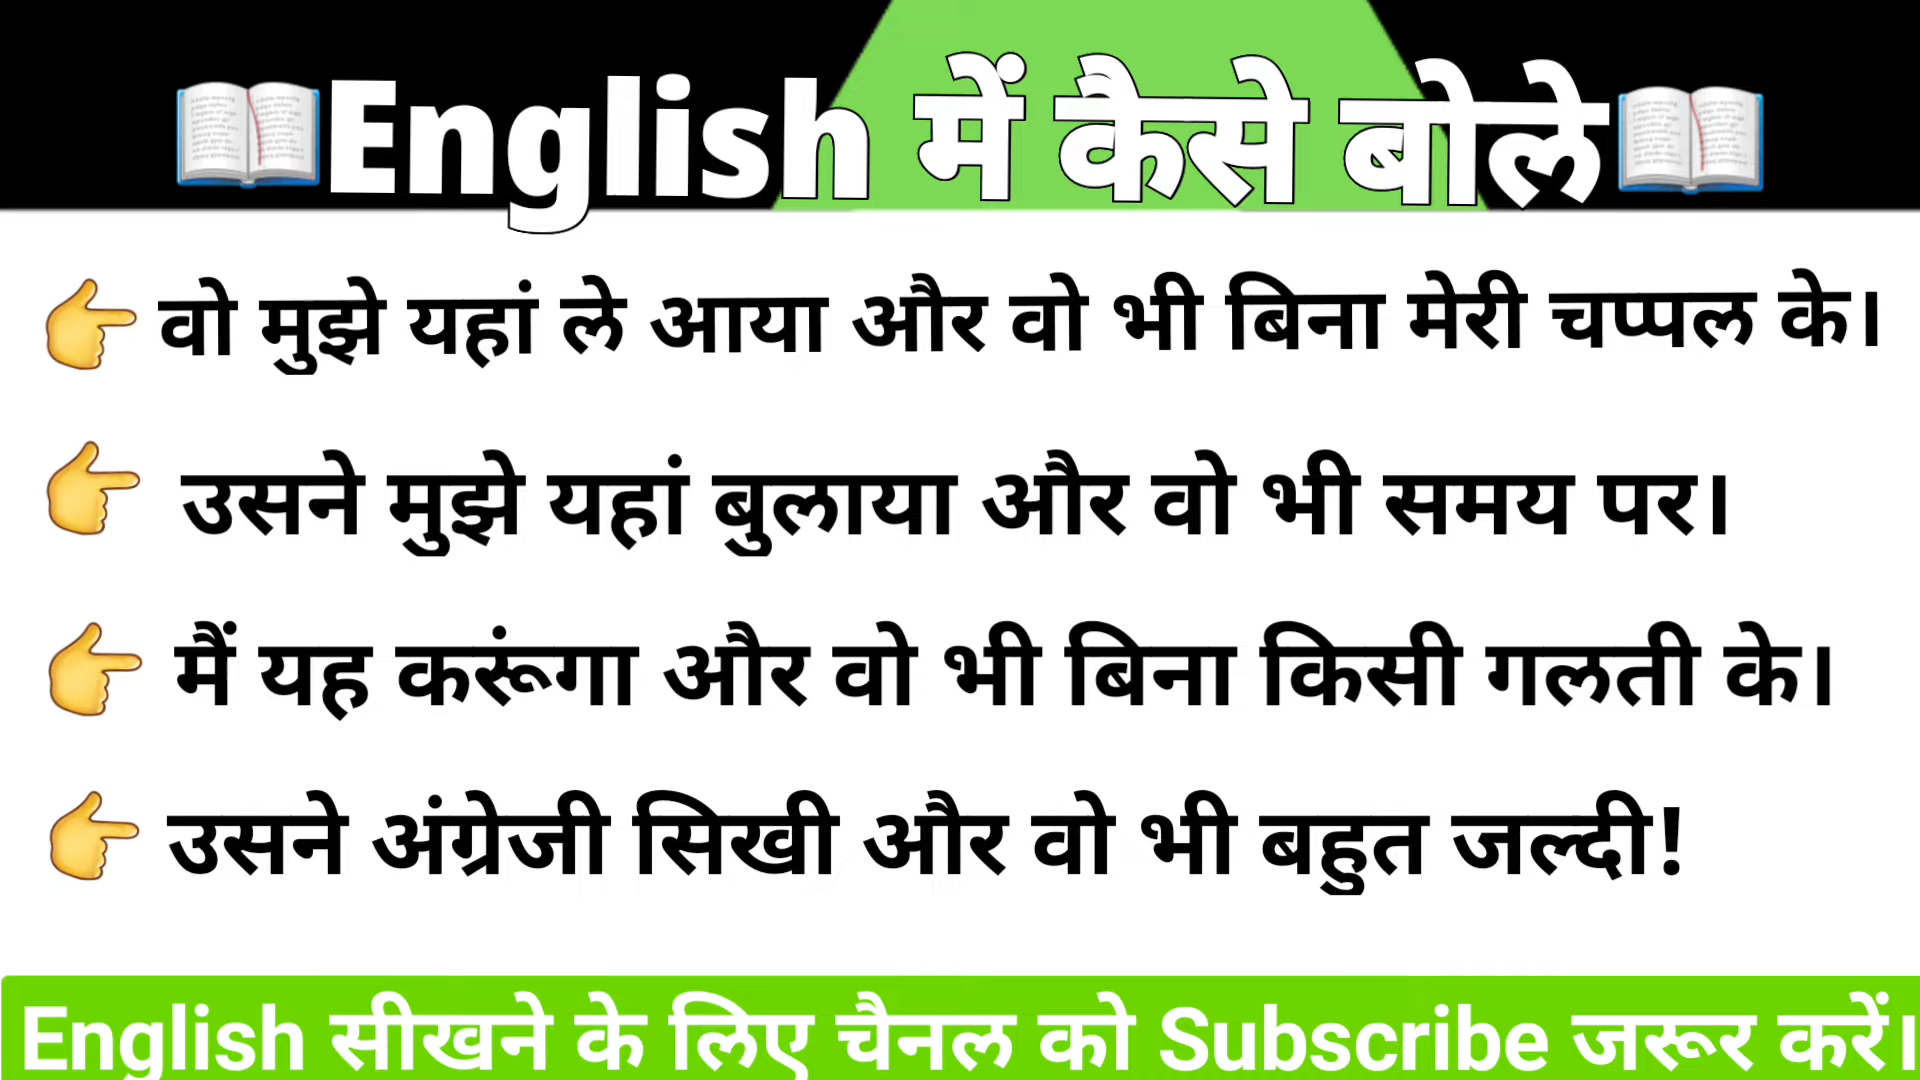 📖English में कैसे बोले📖
👉 वो मुझे यहां ले आया और वो भी बिना मेरी चप्पल के।
👉 उसने मुझे यहां बुलाया और वो भी समय पर।
👉 मैं यह करूंगा और वो भी बिना किसी गलती के।
👉 उसने अंग्रेजी सिखी और वो भी बहुत जल्दी!
English सीखने के लिए चैनल को Subscribe जरूर करें।